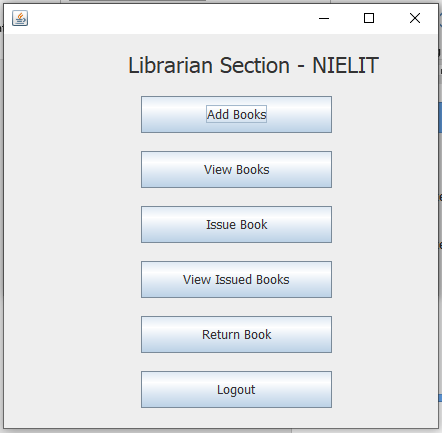 Librarian Section - NIELIT
Add Books
View Books
Issue Book
View Issued Books
Return Book
Logout